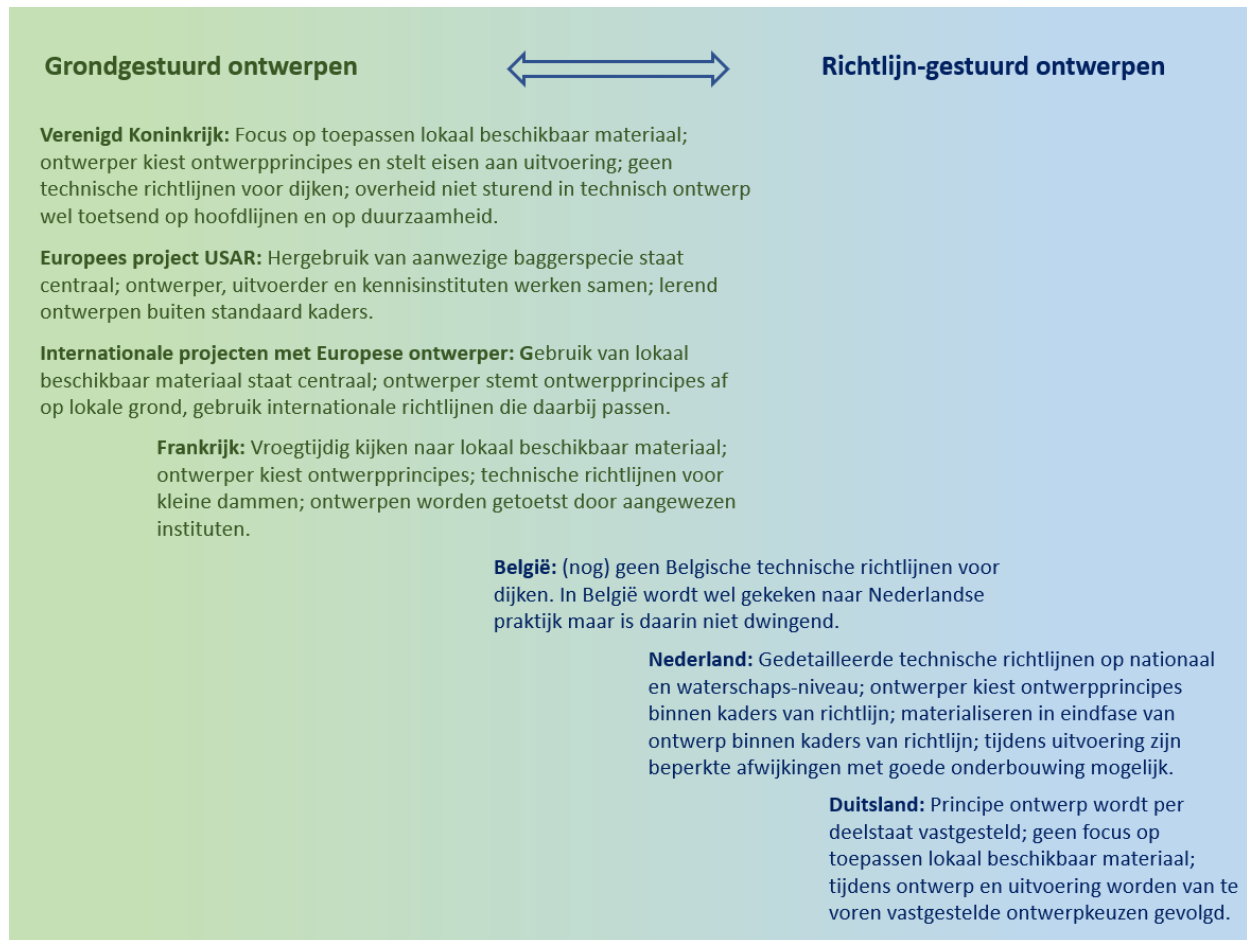 Grondgestuurd ontwerpen
Richtlijn-gestuurd ontwerpen
Verenigd Koninkrijk: Focus op toepassen lokaal beschikbaar materiaal;
ontwerper kiest ontwerpprincipes en stelt eisen aan uitvoering; geen
technische richtlijnen voor dijken; overheid niet sturend in technisch ontwerp
wel toetsend op hoofdlijnen en op duurzaamheid.
Europees project USAR: Hergebruik van aanwezige baggerspecie staat
centraal; ontwerper, uitvoerder en kennisinstituten werken samen; lerend
ontwerpen buiten standaard kaders.
Internationale projecten met Europese ontwerper: Gebruik van lokaal
beschikbaar materiaal staat centraal; ontwerper stemt ontwerpprincipes af
op lokale grond, gebruik internationale richtlijnen die daarbij passen.
Frankrijk: Vroegtijdig kijken naar lokaal beschikbaar materiaal;
ontwerper kiest ontwerpprincipes; technische richtlijnen voor
kleine dammen; ontwerpen worden getoetst door aangewezen
instituten.
België: (nog) geen Belgische technische richtlijnen voor
dijken. In België wordt wel gekeken naar Nederlandse
praktijk maar is daarin niet dwingend.
Nederland: Gedetailleerde technische richtlijnen op nationaal
en waterschaps-niveau; ontwerper kiest ontwerpprincipes
binnen kaders van richtlijn; materialiseren in eindfase van
ontwerp binnen kaders van richtlijn; tijdens uitvoering zijn
beperkte afwijkingen met goede onderbouwing mogelijk.
Duitsland: Principe ontwerp wordt per
deelstaat vastgesteld; geen focus op
toepassen lokaal beschikbaar materiaal;
tijdens ontwerp en uitvoering worden van te
voren vastgestelde ontwerpkeuzen gevolgd.